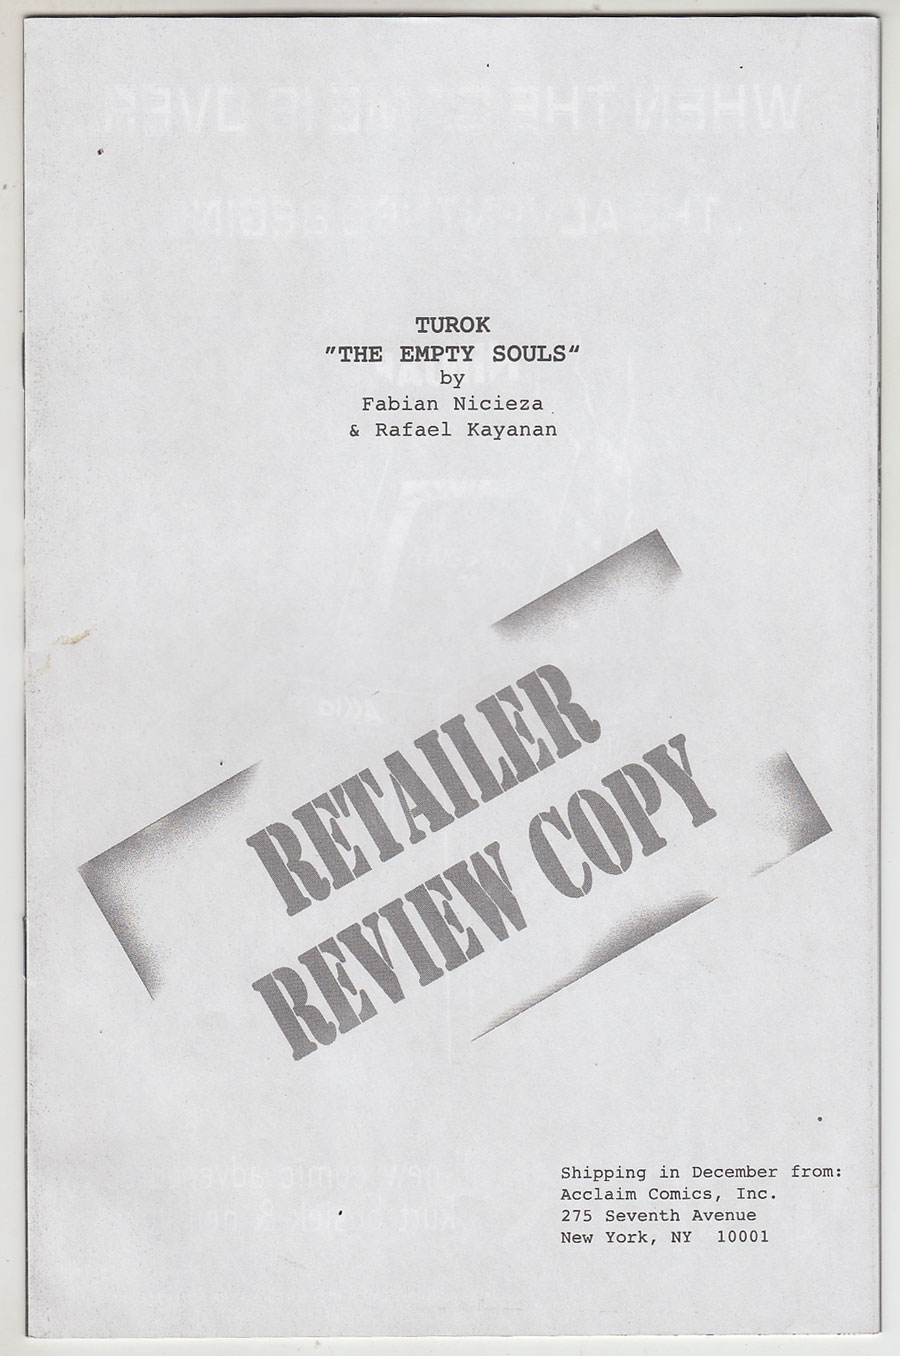 TUROK
"THE EMPTY SOULS"
by
Fabian Nicieza
& Rafael Kayanan
RETAILER
REVIEW COPY
Shipping in December from:
Acclaim Comics, Inc.
275 Seventh Avenue
New York, NY 10001